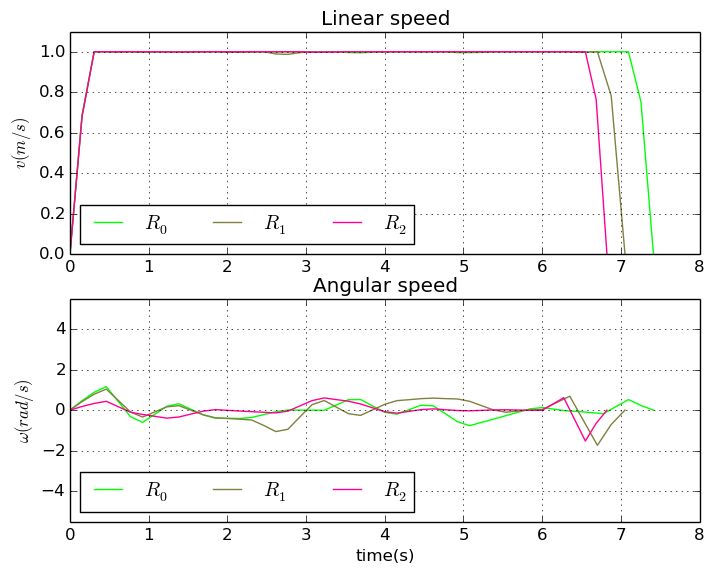 Linear speed
1.0
0.8
0.6
0.4
0.2
0.0
v(m/s)
R0 R1 R2
0 1 2 3 4 5 6 7 8
Angular speed
4
2
0
−2
−4
ω(rad/s)
R0 R1 R2
0 1 2 3 4 5 6 7 8
time(s)